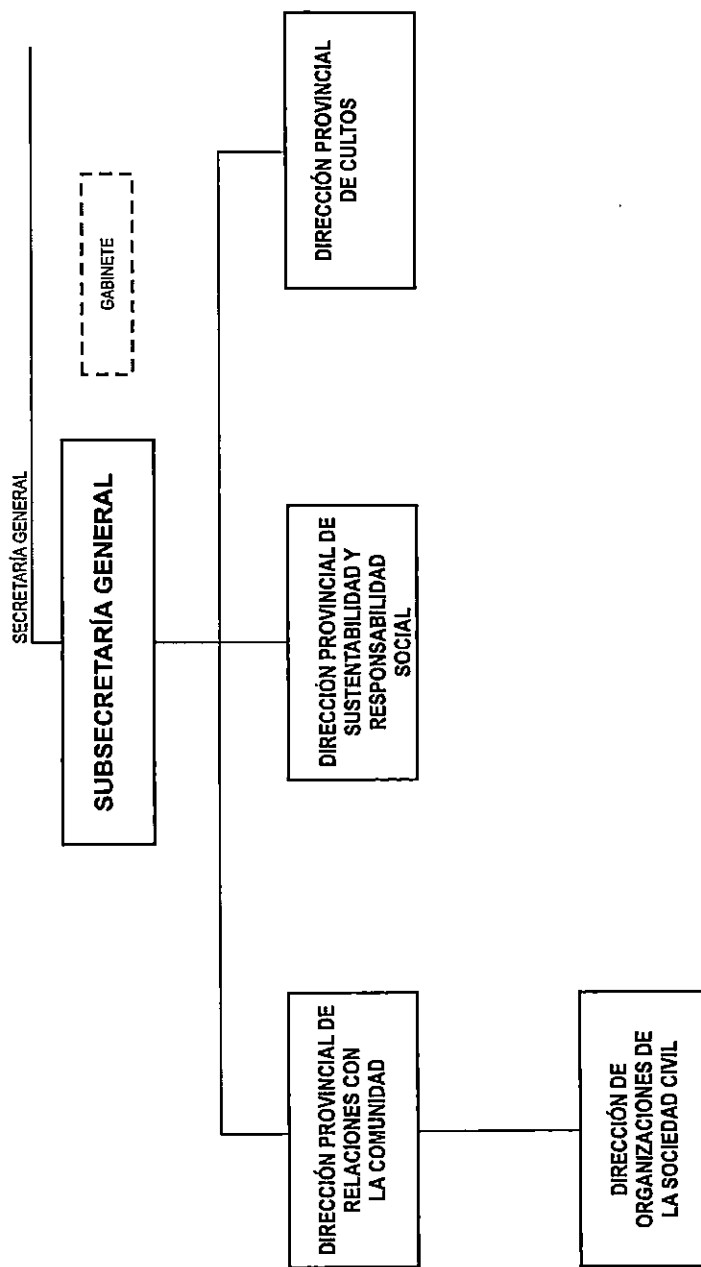 SECRETARÍA GENERAL
SUBSECRETARÍA GENERAL
GABINETE
DIRECCIÓN PROVINCIAL DE
RELACIONES CON
LA COMUNIDAD
DIRECCIÓN PROVINCIAL DE
SUSTENTABILIDAD Y
RESPONSABILIDAD
SOCIAL
DIRECCIÓN PROVINCIAL
DE CULTOS
DIRECCIÓN DE
ORGANIZACIONES DE
LA SOCIEDAD CIVIL